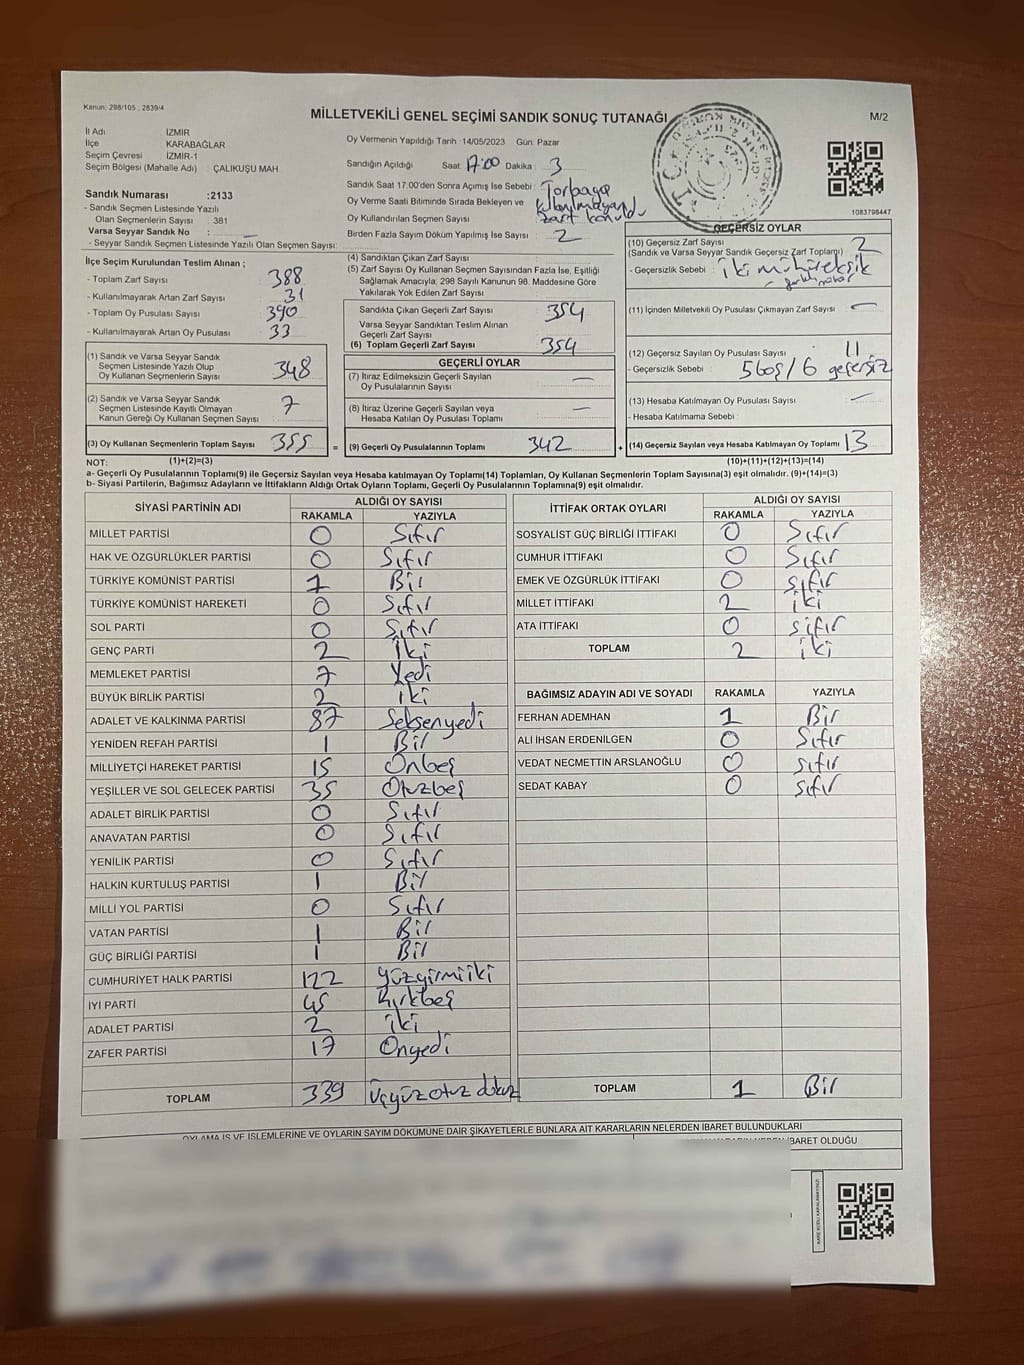 Kanun: 298/105 , 2839/4
MİLLETVEKİLİ GENEL SEÇİMİ SANDIK SONUÇ TUTANAĞI
M/2
İl Adı : İZMİR
İlçe : KARABAĞLAR
Seçim Çevresi : İZMİR-1
Seçim Bölgesi (Mahalle Adı) : ÇALIKUŞU MAH
Sandık Numarası :2133
- Sandık Seçmen Listesinde Yazılı
Olan Seçmenlerin Sayısı : 381
Varsa Seyyar Sandık No : —
- Seyyar Sandık Seçmen Listesinde Yazılı Olan Seçmen Sayısı:
Oy Vermenin Yapıldığı Tarih :14/05/2023 Gün: Pazar
Sandığın Açıldığı Saat: 17:00 Dakika : 3
Sandık Saat 17.00'den Sonra Açımış İse Sebebi : Torbaya
Oy Verme Saati Bitiminde Sırada Bekleyen ve kullanılmayan
Oy Kullandırılan Seçmen Sayısı zarf konuldu
Birden Fazla Sayım Döküm Yapılmış İse Sayısı : 2
1083798447
İlçe Seçim Kurulundan Teslim Alınan ;
- Toplam Zarf Sayısı : 388
- Kullanılmayarak Artan Zarf Sayısı : 31
- Toplam Oy Pusulası Sayısı : 390
- Kullanılmayarak Artan Oy Pusulası : 33
(1) Sandık ve Varsa Seyyar Sandık
Seçmen Listesinde Yazılı Olup
Oy Kullanan Seçmenlerin Sayısı : 348
(2) Sandık ve Varsa Seyyar Sandık
Seçmen Listesinde Kayıtlı Olmayan
Kanun Gereği Oy Kullanan Seçmen Sayısı : 7
(3) Oy Kullanan Seçmenlerin Toplam Sayısı 355 =
(4) Sandıktan Çıkan Zarf Sayısı :
(5) Zarf Sayısı Oy Kullanan Seçmen Sayısından Fazla İse, Eşitliği
Sağlamak Amacıyla; 298 Sayılı Kanunun 98. Maddesine Göre
Yakılarak Yok Edilen Zarf Sayısı :
Sandıkta Çıkan Geçerli Zarf Sayısı : 354
Varsa Seyyar Sandıktan Teslim Alınan
Geçerli Zarf Sayısı :
(6) Toplam Geçerli Zarf Sayısı : 354
GEÇERLİ OYLAR
(7) İtiraz Edilmeksizin Geçerli Sayılan
Oy Pusulalarının Sayısı : —
(8) İtiraz Üzerine Geçerli Sayılan veya
Hesaba Katılan Oy Pusulası Toplamı : —
(9) Geçerli Oy Pusulalarının Toplamı 342 +
GEÇERSİZ OYLAR
(10) Geçersiz Zarf Sayısı : 2
(Sandık ve Varsa Seyyar Sandık Geçersiz Zarf Toplamı)
- Geçersizlik Sebebi : iki mühür eksik
(11) İçinden Milletvekili Oy Pusulası Çıkmayan Zarf Sayısı : —
(12) Geçersiz Sayılan Oy Pusulası Sayısı : 11
- Geçersizlik Sebebi : 5 boş / 6 geçersiz
(13) Hesaba Katılmayan Oy Pusulası Sayısı : —
- Hesaba Katılmama Sebebi :
(14) Geçersiz Sayılan veya Hesaba Katılmayan Oy Toplamı 13
NOT: (1)+(2)=(3) (10)+(11)+(12)+(13)=(14)
a- Geçerli Oy Pusulalarının Toplamı(9) ile Geçersiz Sayılan veya Hesaba katılmayan Oy Toplamı(14) Toplamları, Oy Kullanan Seçmenlerin Toplam Sayısına(3) eşit olmalıdır. (9)+(14)=(3)
b- Siyasi Partilerin, Bağımsız Adayların ve İttifakların Aldığı Ortak Oyların Toplamı, Geçerli Oy Pusulalarının Toplamına(9) eşit olmalıdır.
SİYASİ PARTİNİN ADI ALDIĞI OY SAYISI
RAKAMLA YAZIYLA
MİLLET PARTİSİ 0 Sıfır
HAK VE ÖZGÜRLÜKLER PARTİSİ 0 Sıfır
TÜRKİYE KOMÜNİST PARTİSİ 1 Bir
TÜRKİYE KOMÜNİST HAREKETİ 0 Sıfır
SOL PARTİ 0 Sıfır
GENÇ PARTİ 2 İki
MEMLEKET PARTİSİ 7 Yedi
BÜYÜK BİRLİK PARTİSİ 2 iki
ADALET VE KALKINMA PARTİSİ 87 Seksenyedi
YENİDEN REFAH PARTİSİ 1 Bir
MİLLİYETÇİ HAREKET PARTİSİ 15 Onbeş
YEŞİLLER VE SOL GELECEK PARTİSİ 35 Otuzbeş
ADALET BİRLİK PARTİSİ 0 Sıfır
ANAVATAN PARTİSİ 0 Sıfır
YENİLİK PARTİSİ 0 Sıfır
HALKIN KURTULUŞ PARTİSİ 1 Bir
MİLLİ YOL PARTİSİ 0 Sıfır
VATAN PARTİSİ 1 Bir
GÜÇ BİRLİĞİ PARTİSİ 1 Bir
CUMHURİYET HALK PARTİSİ 122 yüzyirmiiki
İYİ PARTİ 45 Kırkbeş
ADALET PARTİSİ 2 iki
ZAFER PARTİSİ 17 Onyedi
TOPLAM 339 üçyüzotuz dokuz
İTTİFAK ORTAK OYLARI ALDIĞI OY SAYISI
RAKAMLA YAZIYLA
SOSYALİST GÜÇ BİRLİĞİ İTTİFAKI 0 Sıfır
CUMHUR İTTİFAKI 0 Sıfır
EMEK VE ÖZGÜRLÜK İTTİFAKI 0 sıfır
MİLLET İTTİFAKI 2 iki
ATA İTTİFAKI 0 sıfır
TOPLAM 2 iki
BAĞIMSIZ ADAYIN ADI VE SOYADI RAKAMLA YAZIYLA
FERHAN ADEMHAN 1 Bir
ALİ İHSAN ERDENİLGEN 0 Sıfır
VEDAT NECMETTİN ARSLANOĞLU 0 sıfır
SEDAT KABAY 0 sıfır
TOPLAM 1 Bir
OYLAMA İŞ VE İŞLEMLERİNE VE OYLARIN SAYIM DÖKÜMÜNE DAİR ŞİKAYETLERLE BUNLARA AİT KARARLARIN NELERDEN İBARET BULUNDUKLARI
İBARET OLDUĞU